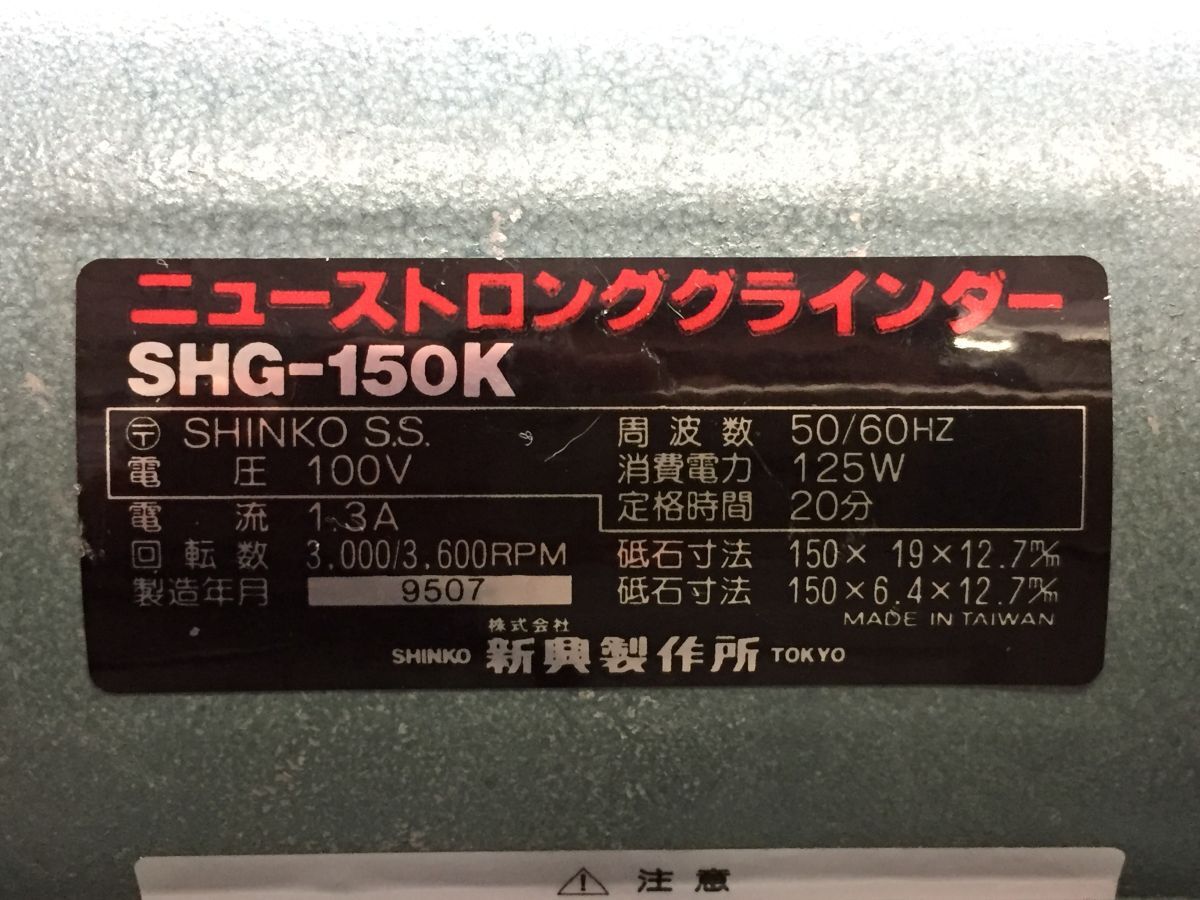 ニューストロンググラインダー
SHG-150K
〶 SHINKO S.S. 周波数 50/60HZ
電圧 100V 消費電力 125W
電流 1.3A 定格時間 20分
回転数 3.000/3.600RPM 砥石寸法 150× 19×12.7m/m
製造年月 9507 砥石寸法 150×6.4×12.7m/m
MADE IN TAIWAN
株式会社
SHINKO 新興製作所 TOKYO
⚠ 注意